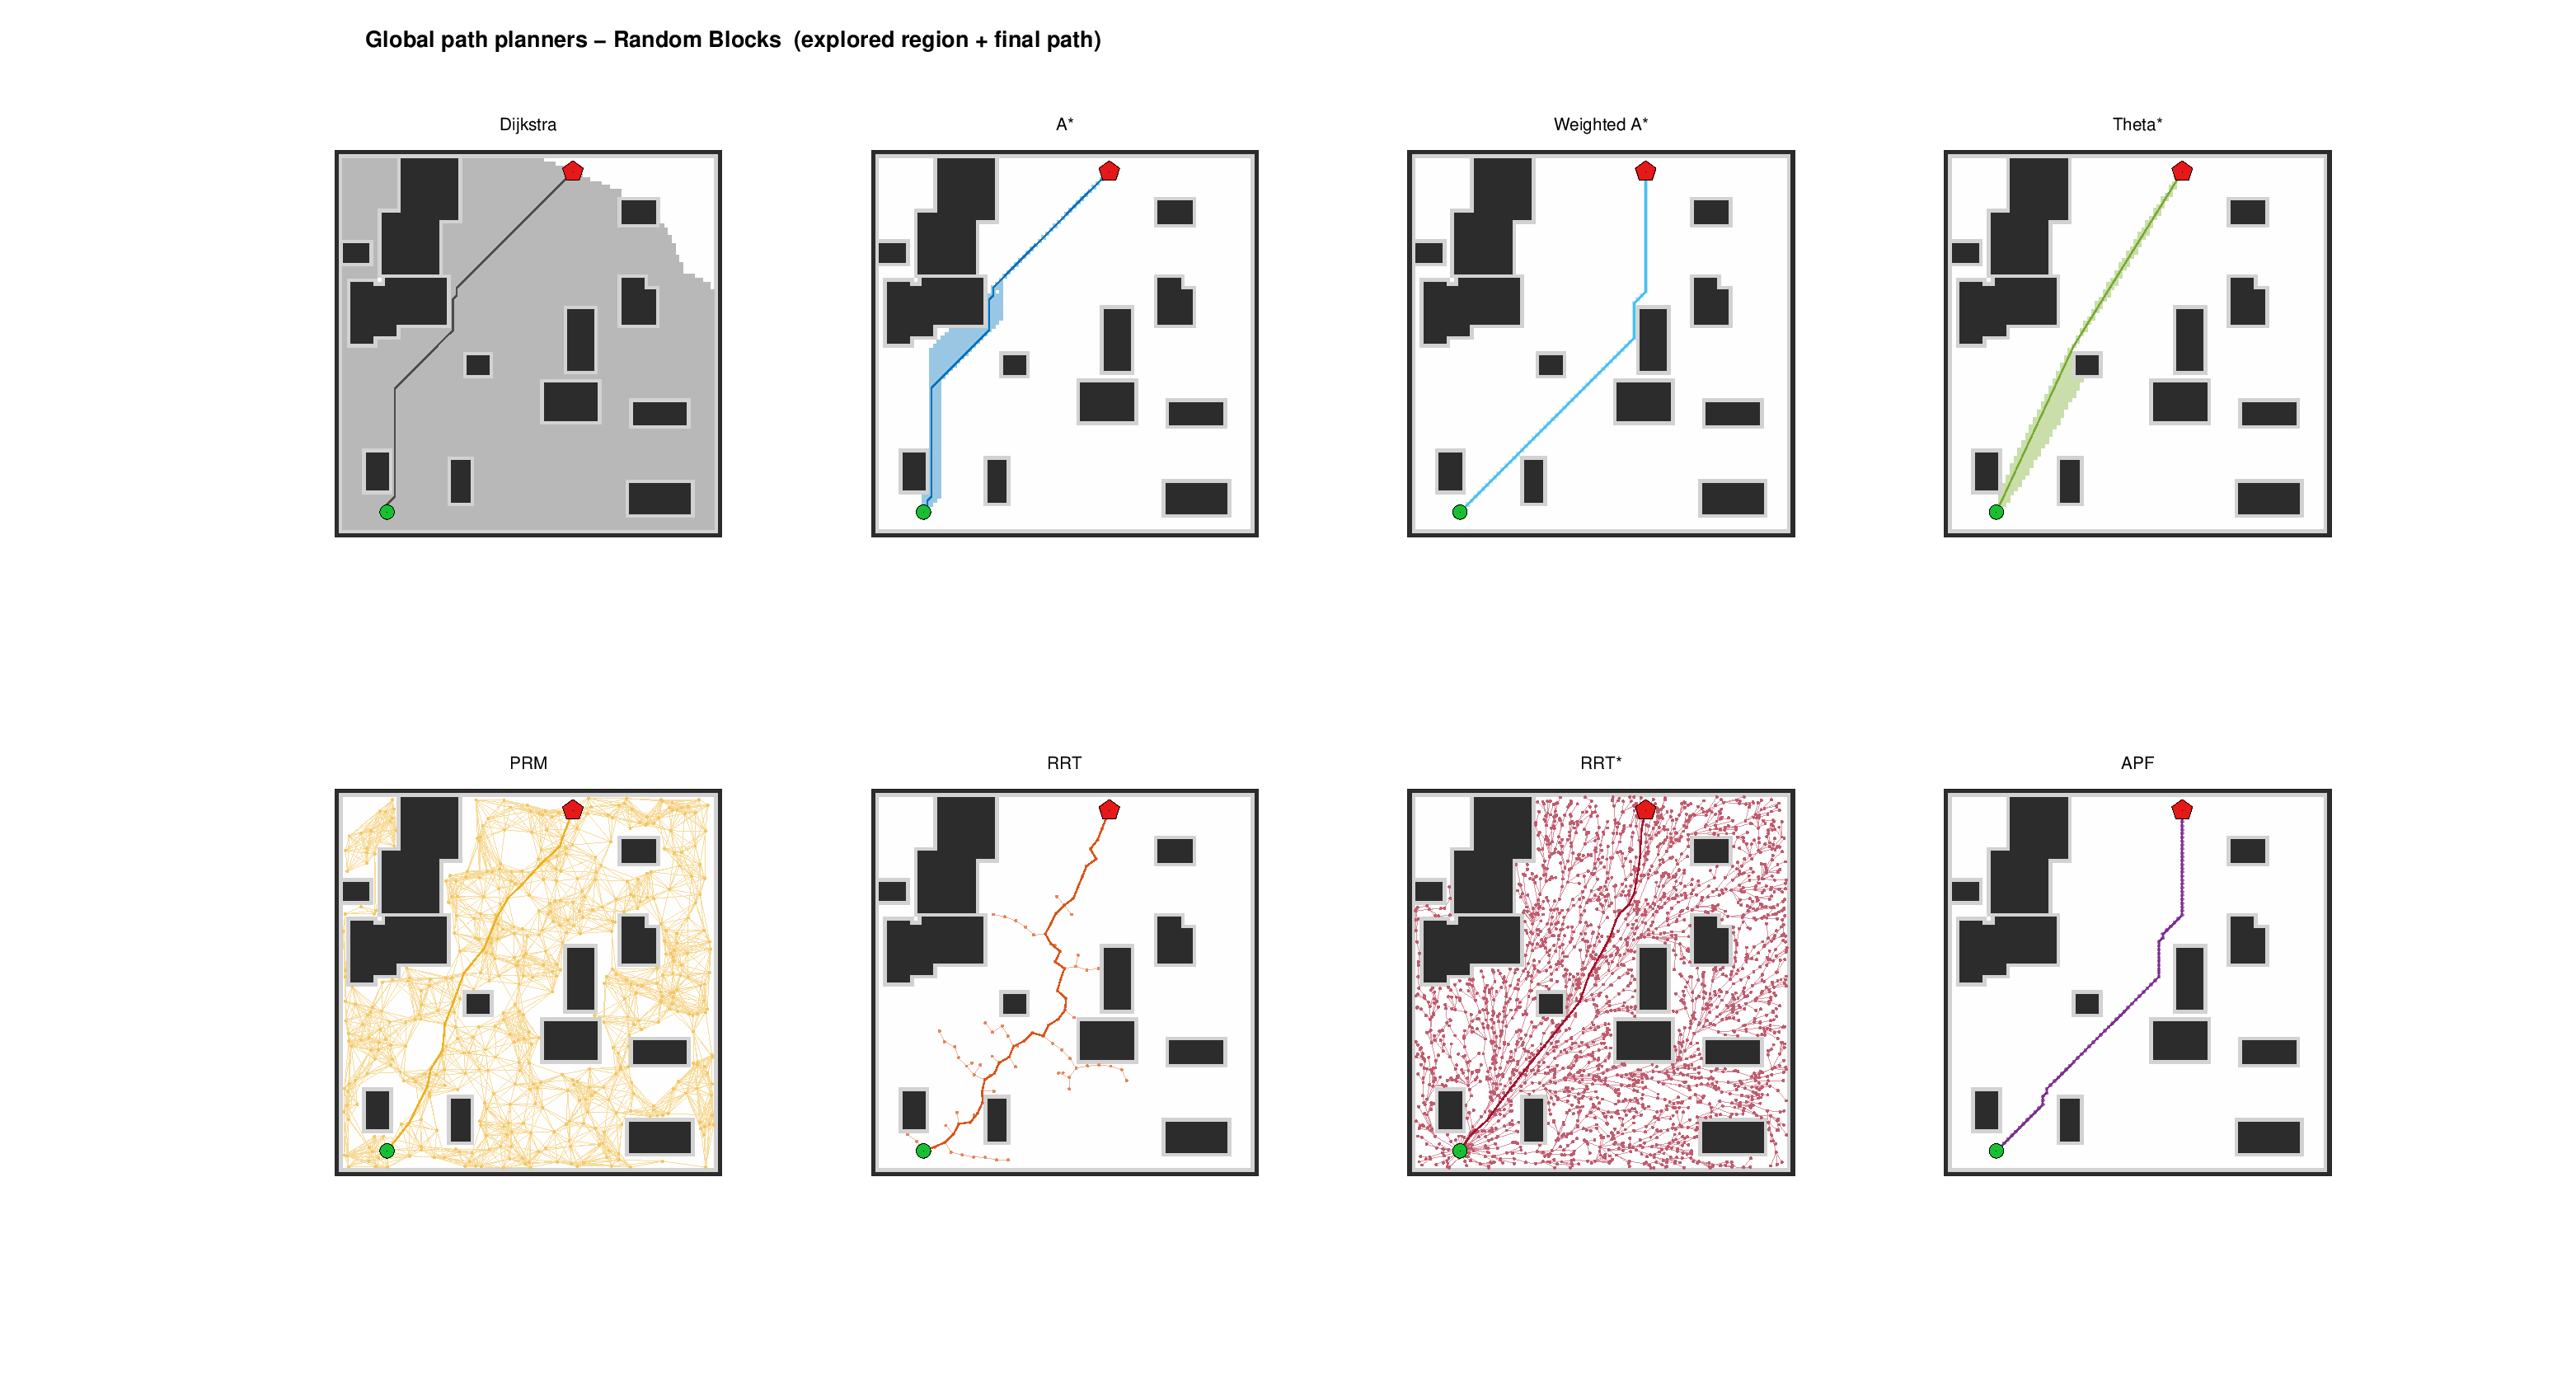 Global path planners – Random Blocks (explored region + final path)
Dijkstra
A*
Weighted A*
Theta*
PRM
RRT
RRT*
APF